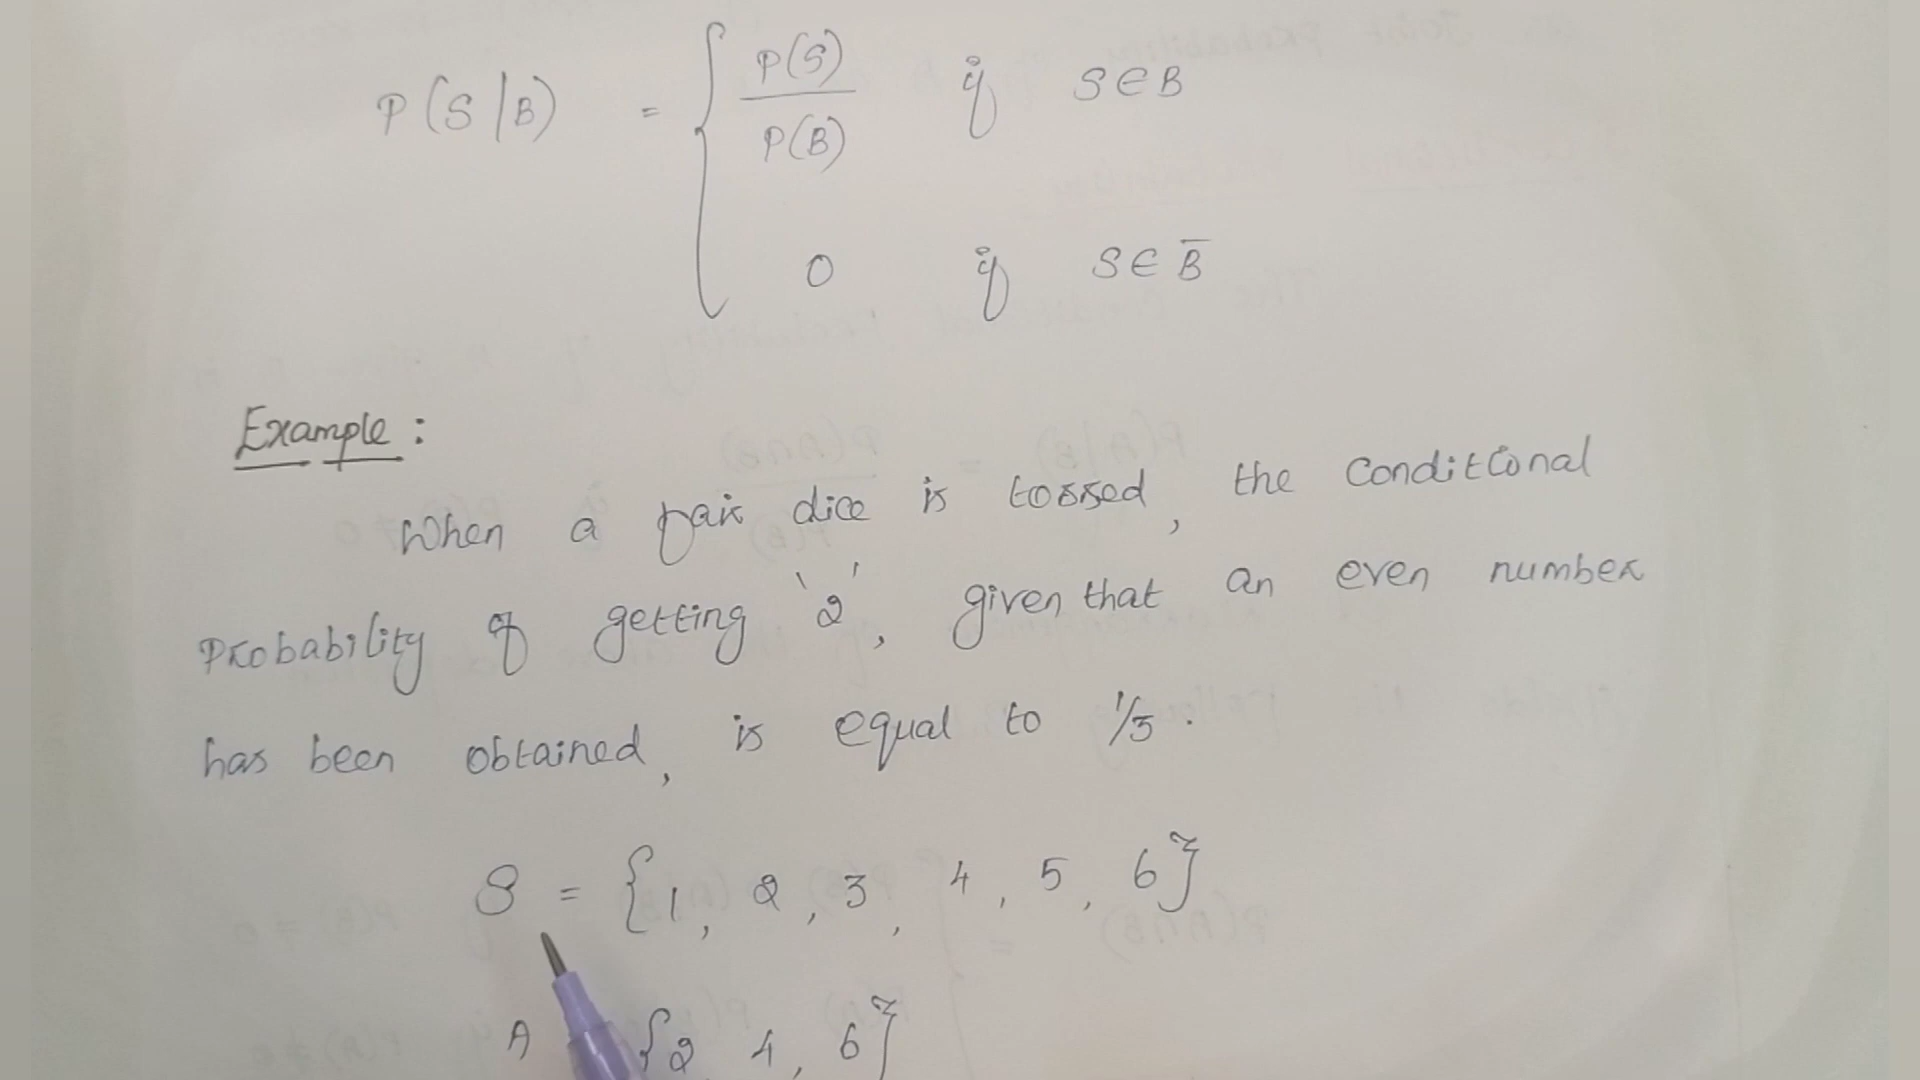 P(S|B) = { P(S)/P(B) if S∈B
0 if S∈B̅
Example:
When a fair dice is tossed, the conditional
probability of getting '2', given that an even number
has been obtained, is equal to 1/3.
S = {1, 2, 3, 4, 5, 6}
A {2 4, 6}